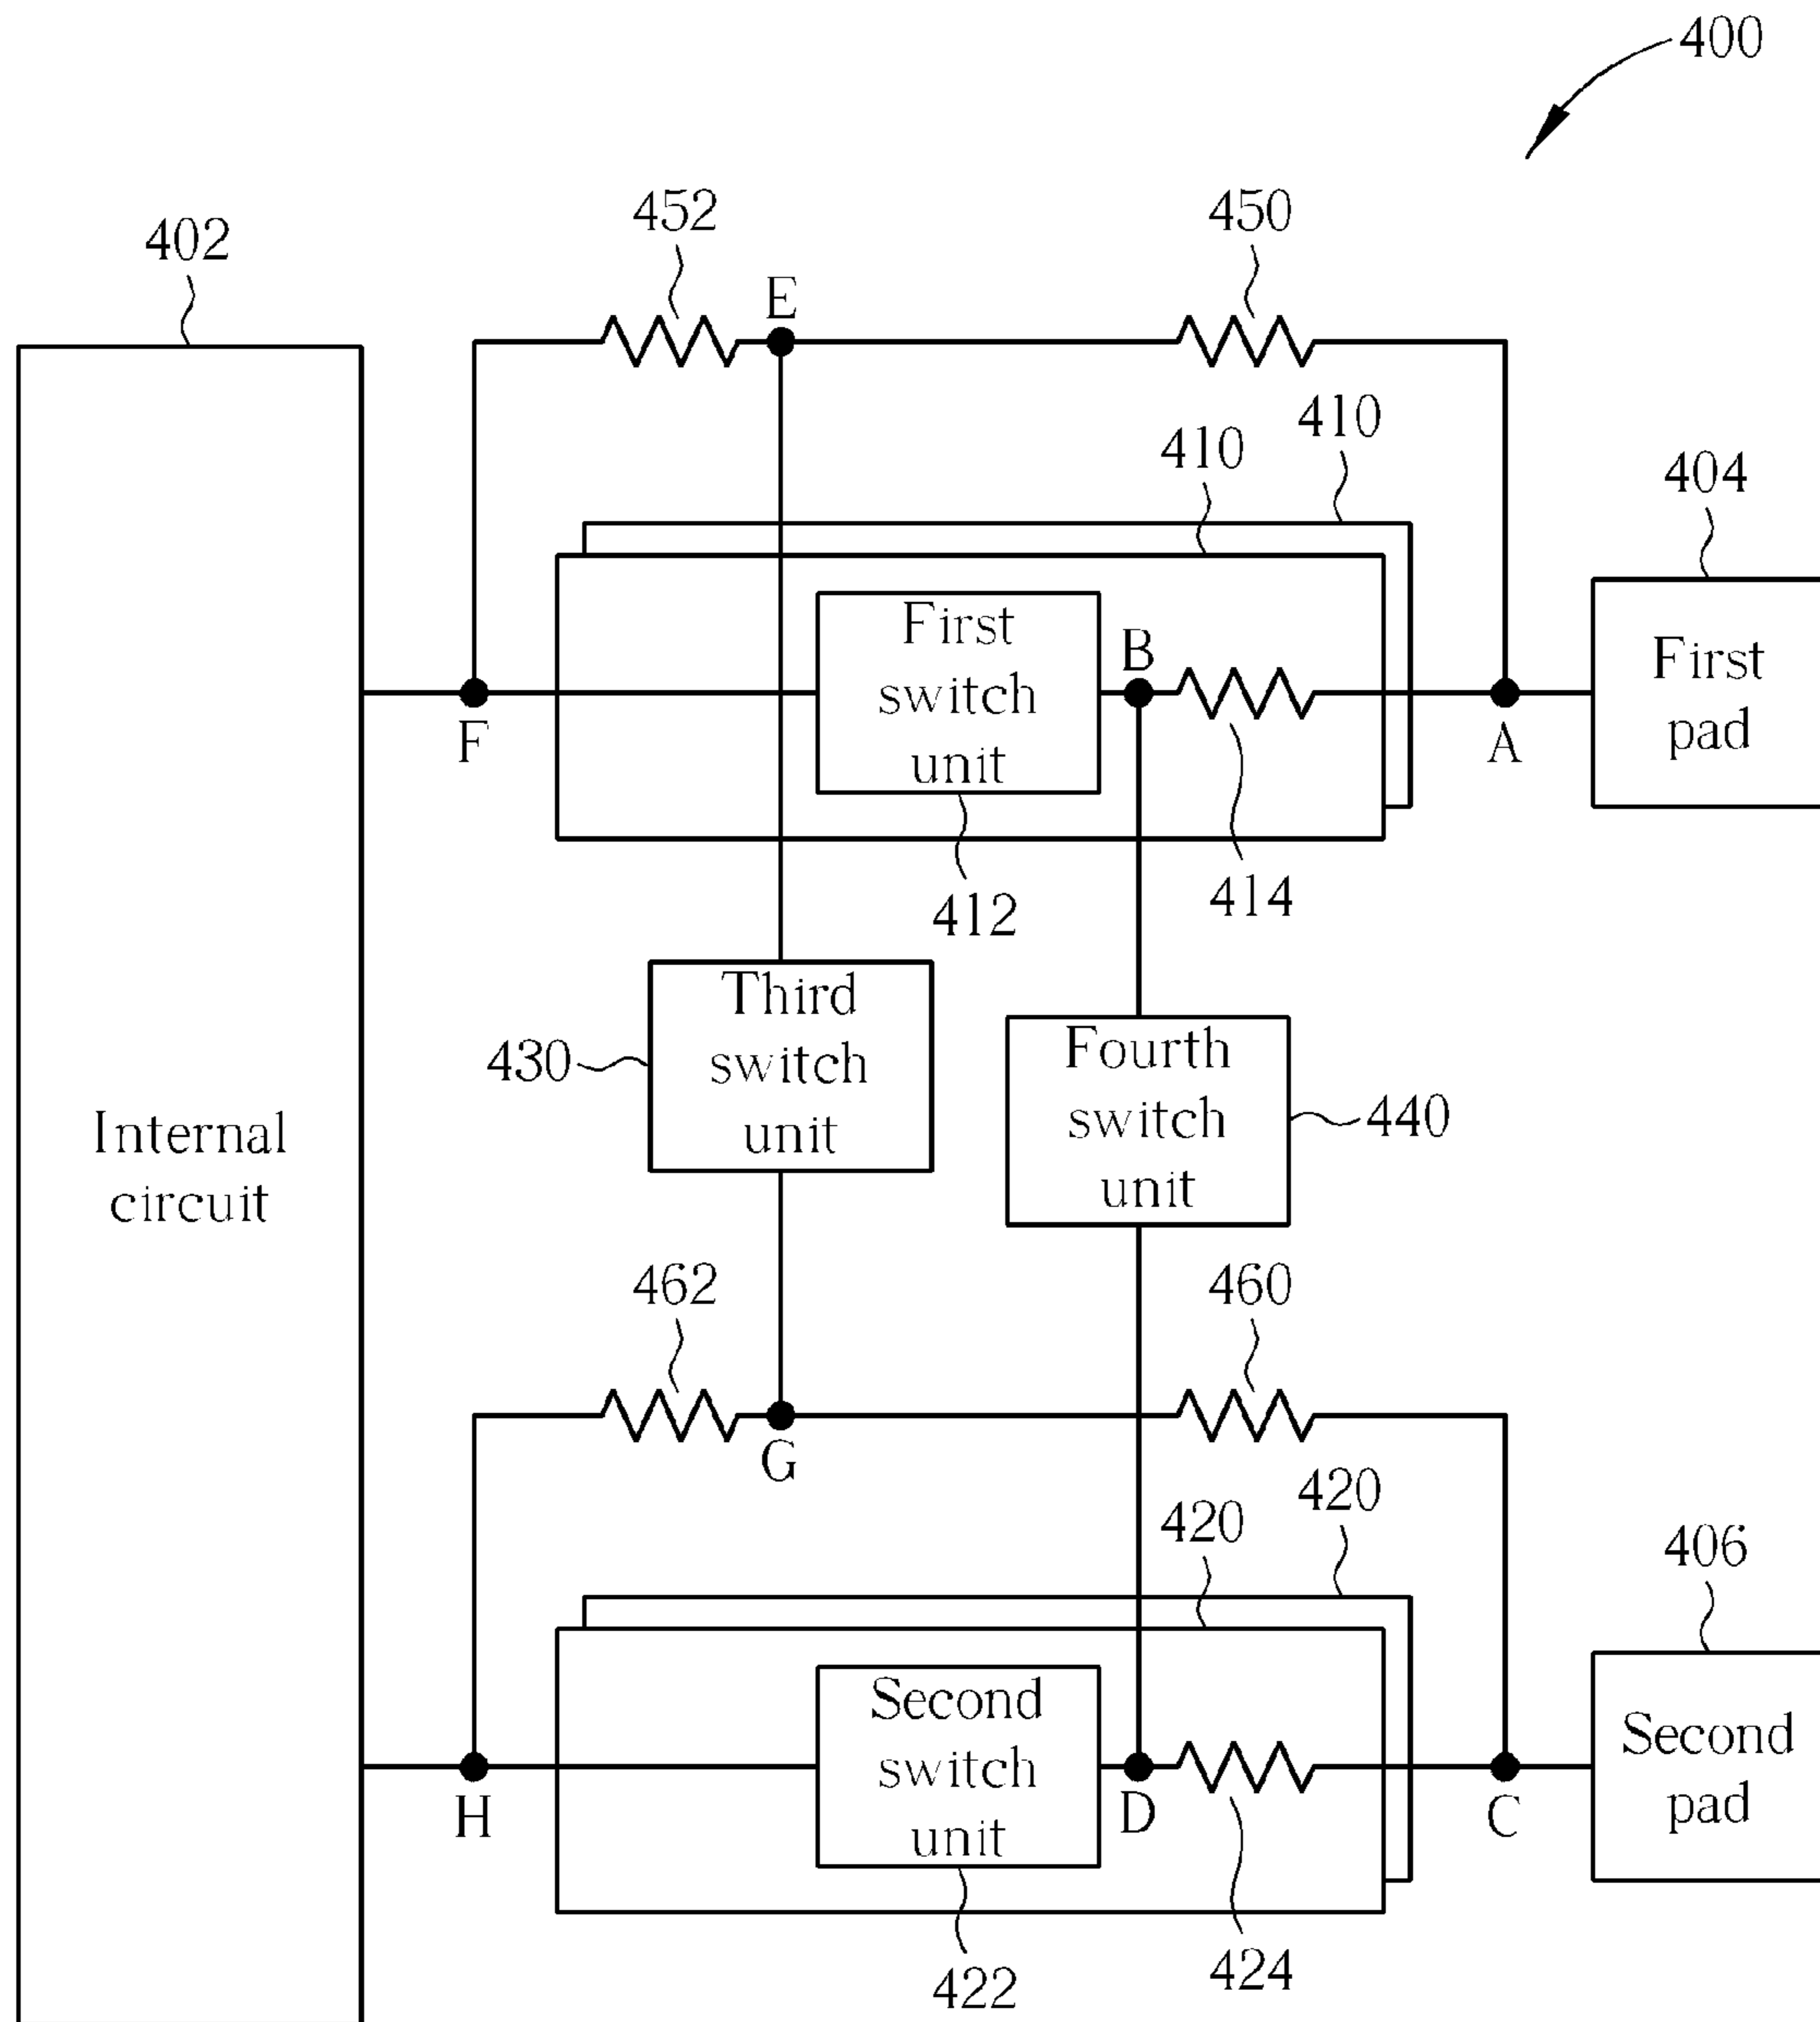 400
452
450
402
E
410
410
404
First
switch
unit
B
First
pad
F
A
412
414
Third
switch
unit
430
Fourth
switch
unit
440
Internal
circuit
462
460
G
420
420
406
Second
switch
unit
Second
pad
H
D
C
422
424